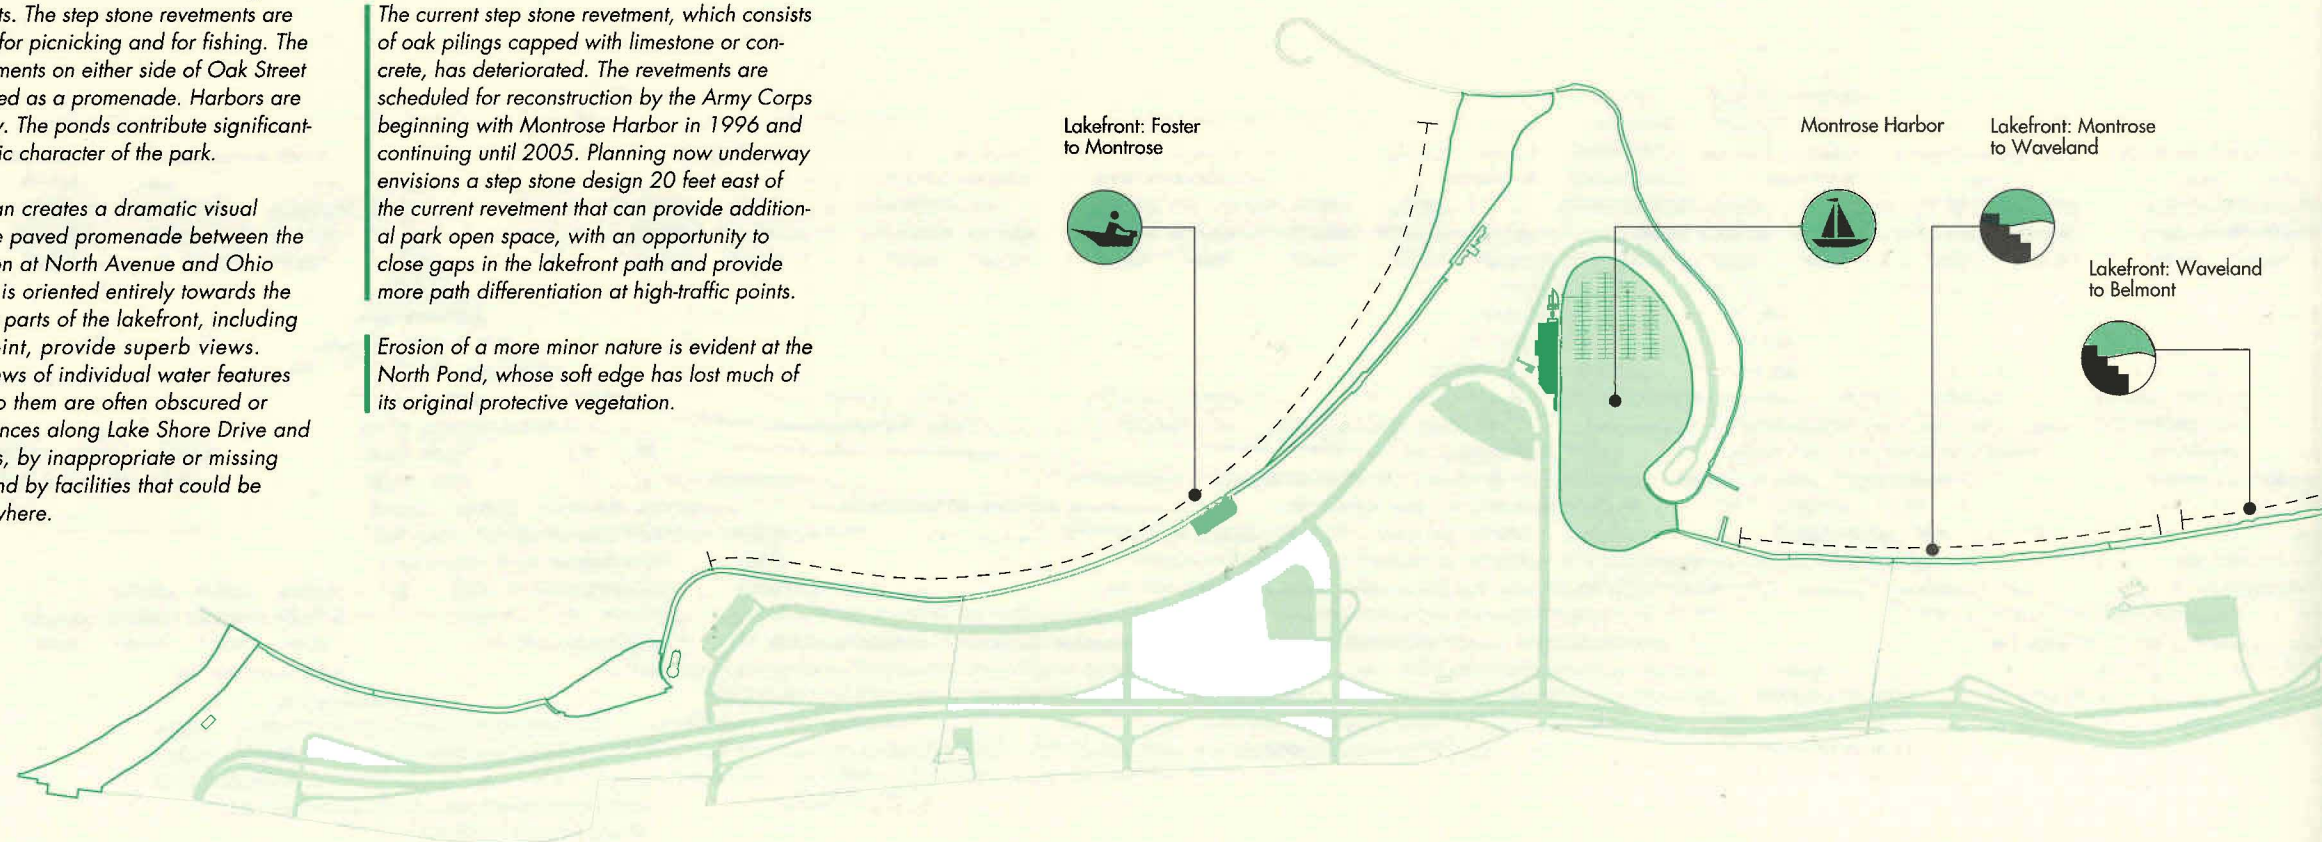 ts. The step stone revetments are
for picnicking and for fishing. The
ments on either side of Oak Street
ed as a promenade. Harbors are
y. The ponds contribute significant-
ic character of the park.
an creates a dramatic visual
e paved promenade between the
n at North Avenue and Ohio
is oriented entirely towards the
parts of the lakefront, including
int, provide superb views.
ws of individual water features
o them are often obscured or
nces along Lake Shore Drive and
s, by inappropriate or missing
nd by facilities that could be
where.
The current step stone revetment, which consists
of oak pilings capped with limestone or con-
crete, has deteriorated. The revetments are
scheduled for reconstruction by the Army Corps
beginning with Montrose Harbor in 1996 and
continuing until 2005. Planning now underway
envisions a step stone design 20 feet east of
the current revetment that can provide addition-
al park open space, with an opportunity to
close gaps in the lakefront path and provide
more path differentiation at high-traffic points.
Erosion of a more minor nature is evident at the
North Pond, whose soft edge has lost much of
its original protective vegetation.
Lakefront: Foster
to Montrose
Montrose Harbor
Lakefront: Montrose
to Waveland
Lakefront: Waveland
to Belmont